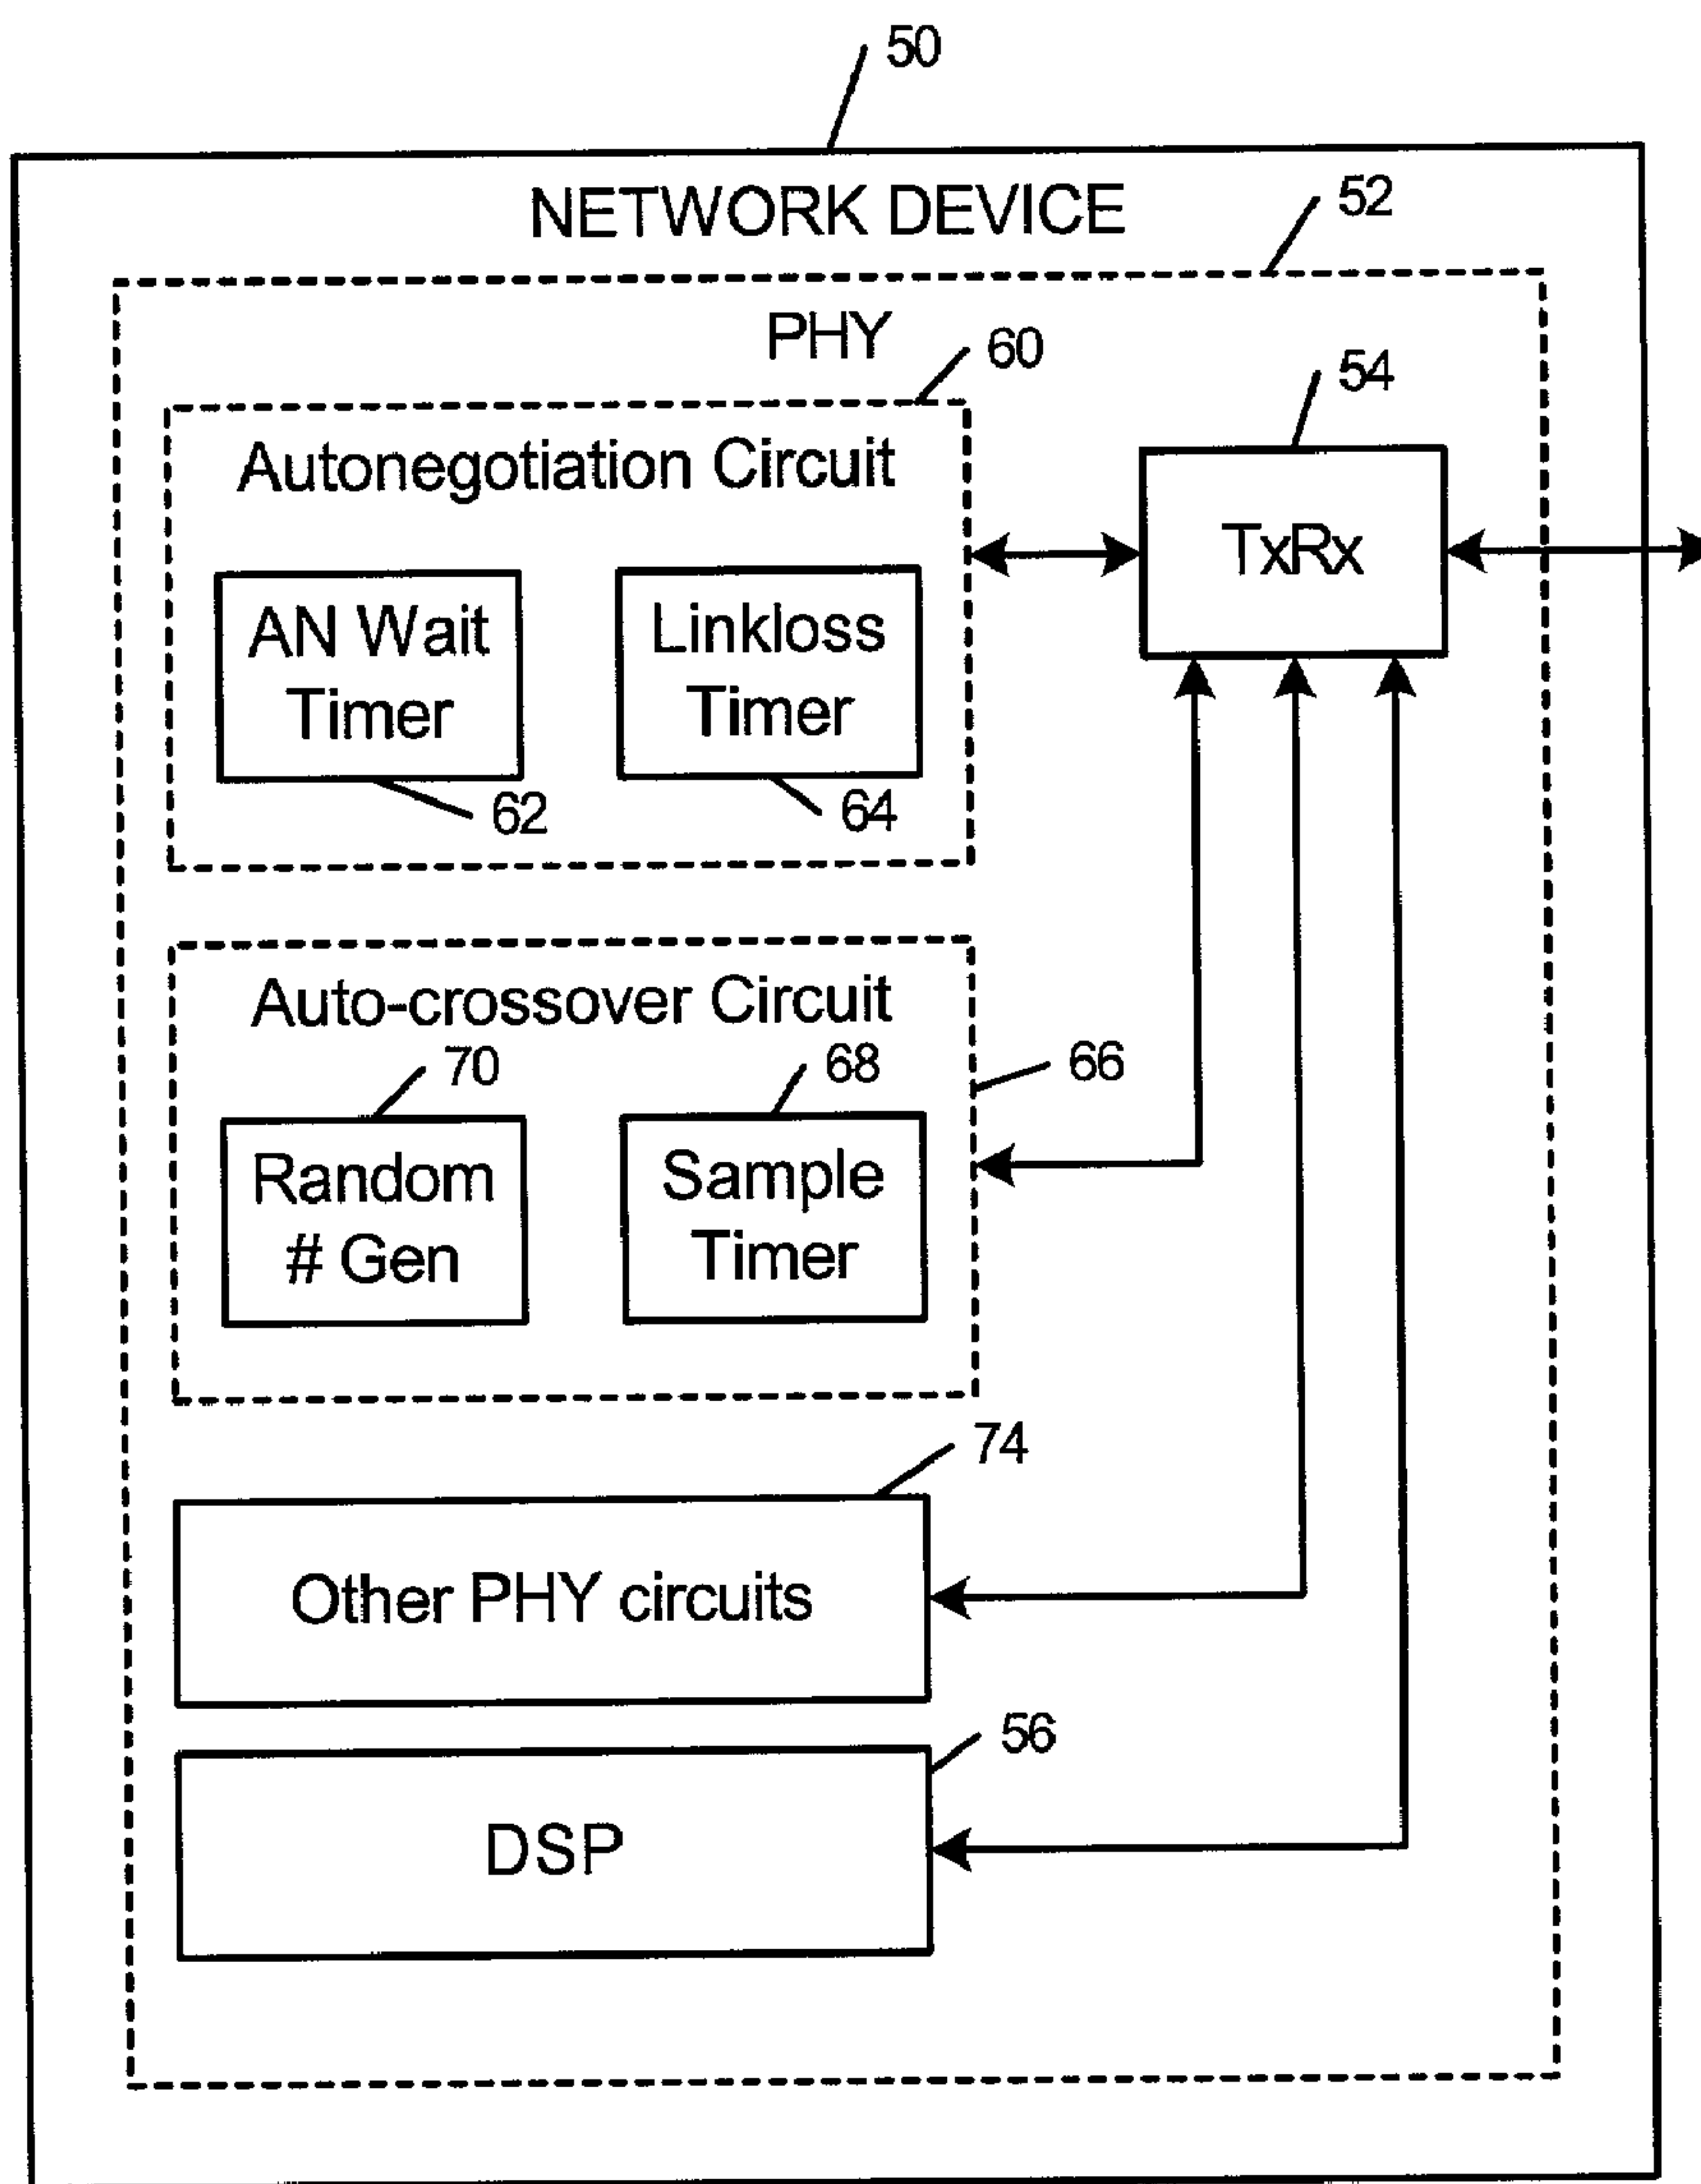 50
NETWORK DEVICE
52
PHY
60
54
Autonegotiation Circuit
TxRx
AN Wait
Timer
Linkloss
Timer
62
64
Auto-crossover Circuit
70
68
66
Random
# Gen
Sample
Timer
74
Other PHY circuits
56
DSP